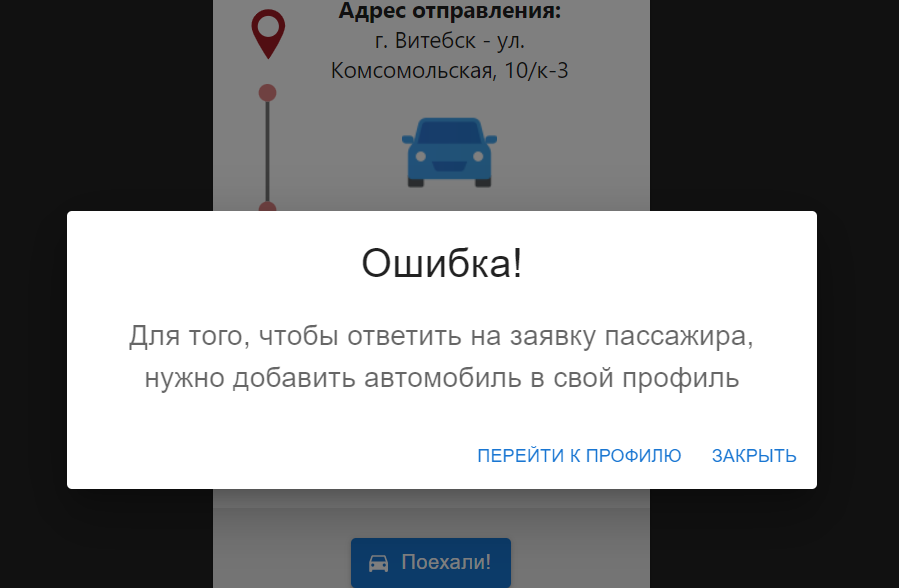 Адрес отправления:
г. Витебск - ул.
Комсомольская, 10/к-3
Ошибка!
Для того, чтобы ответить на заявку пассажира,
нужно добавить автомобиль в свой профиль
ПЕРЕЙТИ К ПРОФИЛЮ ЗАКРЫТЬ
Поехали!